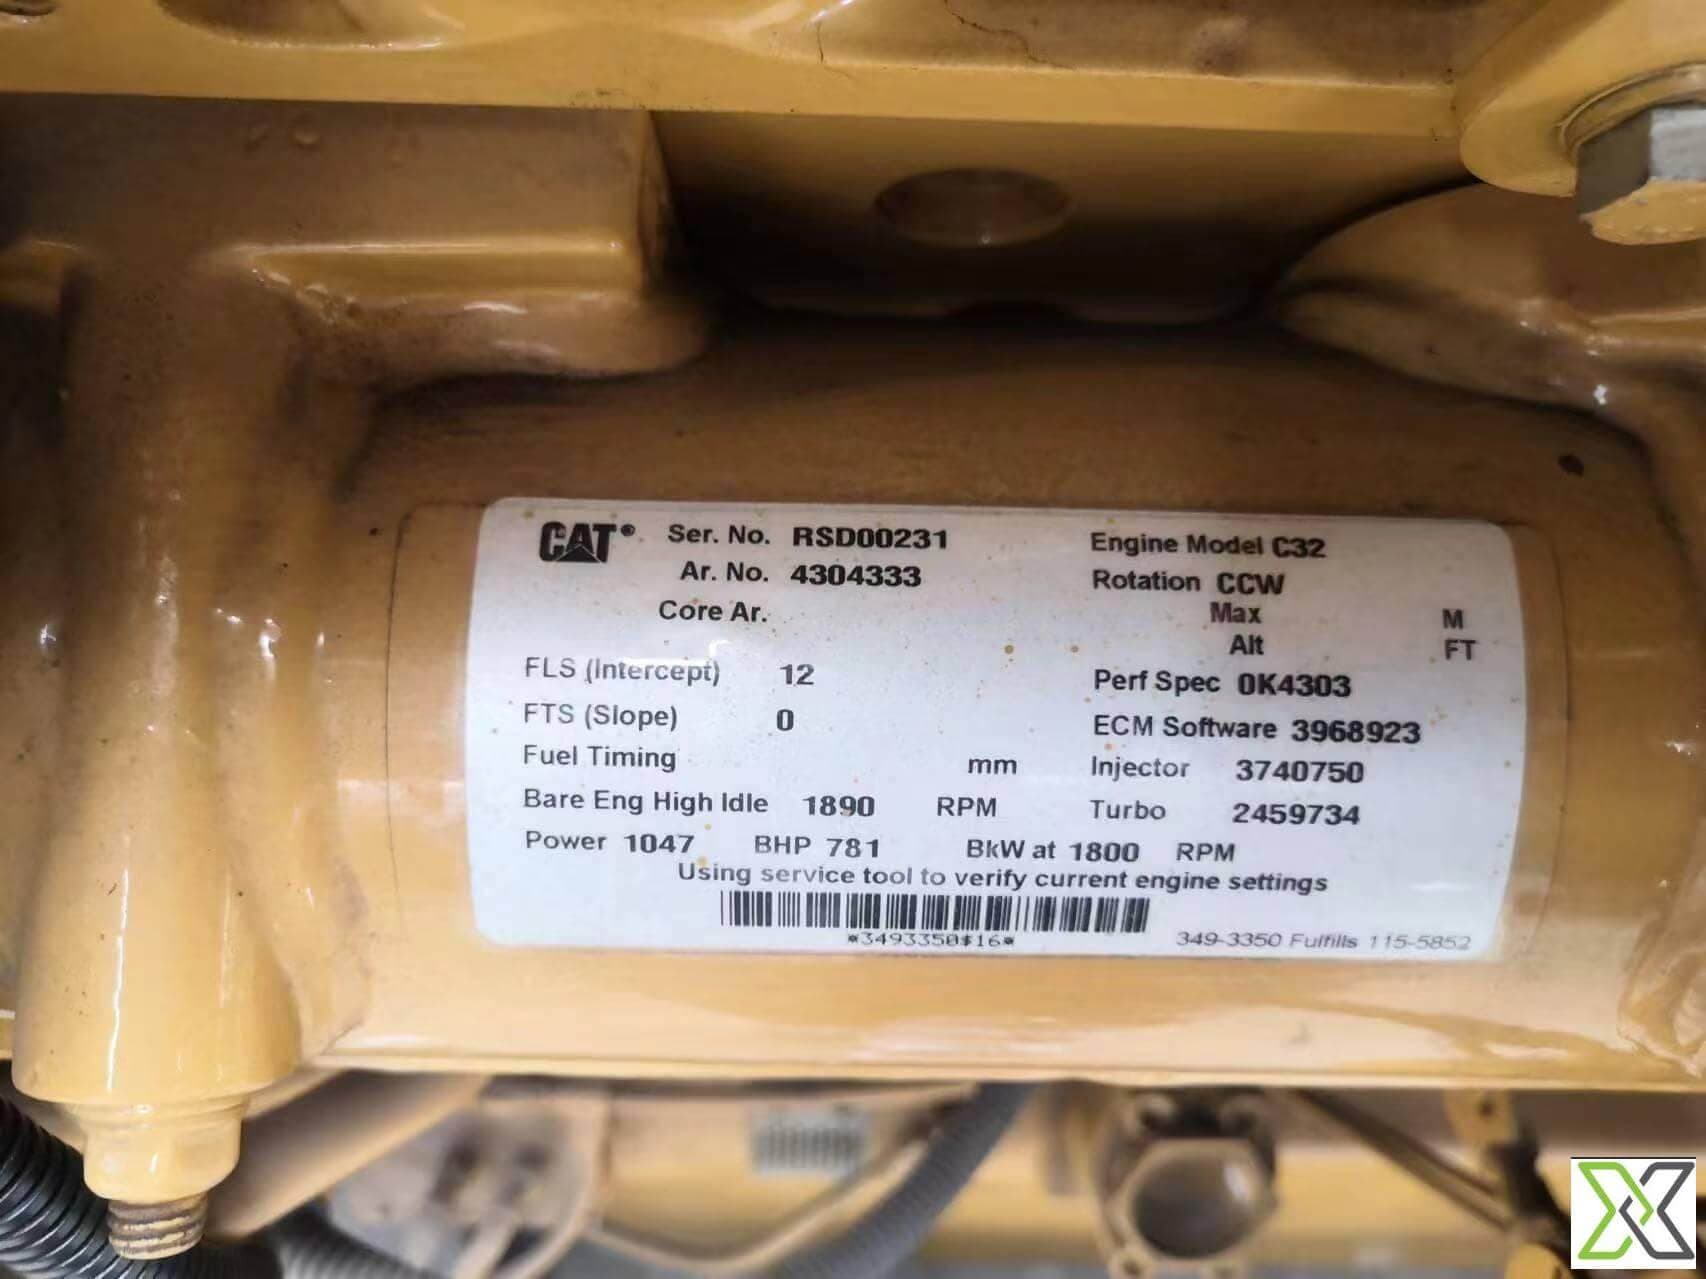 CAT® Ser. No. RSD00231 Engine Model C32
Ar. No. 4304333 Rotation CCW
Core Ar. Max M
Alt FT
FLS (Intercept) 12 Perf Spec 0K4303
FTS (Slope) 0 ECM Software 3968923
Fuel Timing mm Injector 3740750
Bare Eng High Idle 1890 RPM Turbo 2459734
Power 1047 BHP 781 BkW at 1800 RPM
Using service tool to verify current engine settings
*3493350$16*
349-3350 Fulfills 115-5852